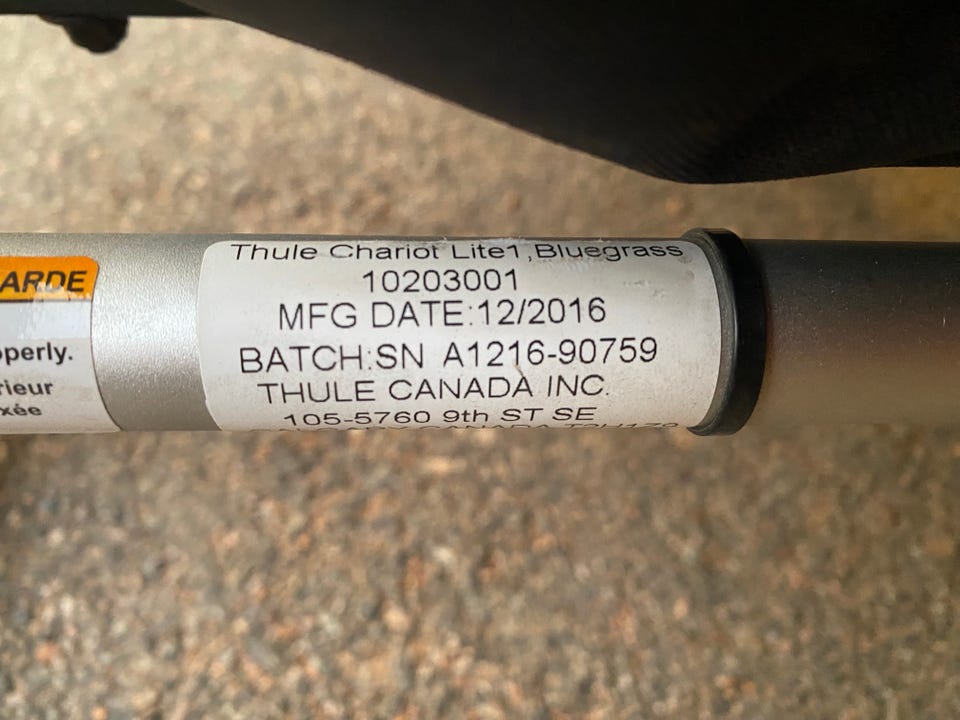 ARDE
perly.
rieur
xée
Thule Chariot Lite1, Bluegrass
10203001
MFG DATE:12/2016
BATCH:SN A1216-90759
THULE CANADA INC.
105-5760 9th ST SE